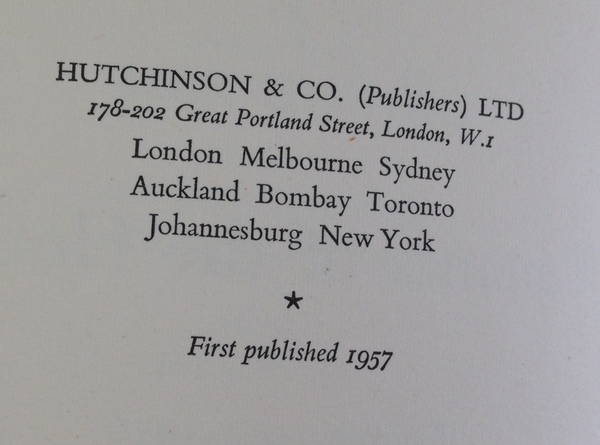 HUTCHINSON & CO. (Publishers) LTD
178-202 Great Portland Street, London, W.1
London Melbourne Sydney
Auckland Bombay Toronto
Johannesburg New York
★
First published 1957